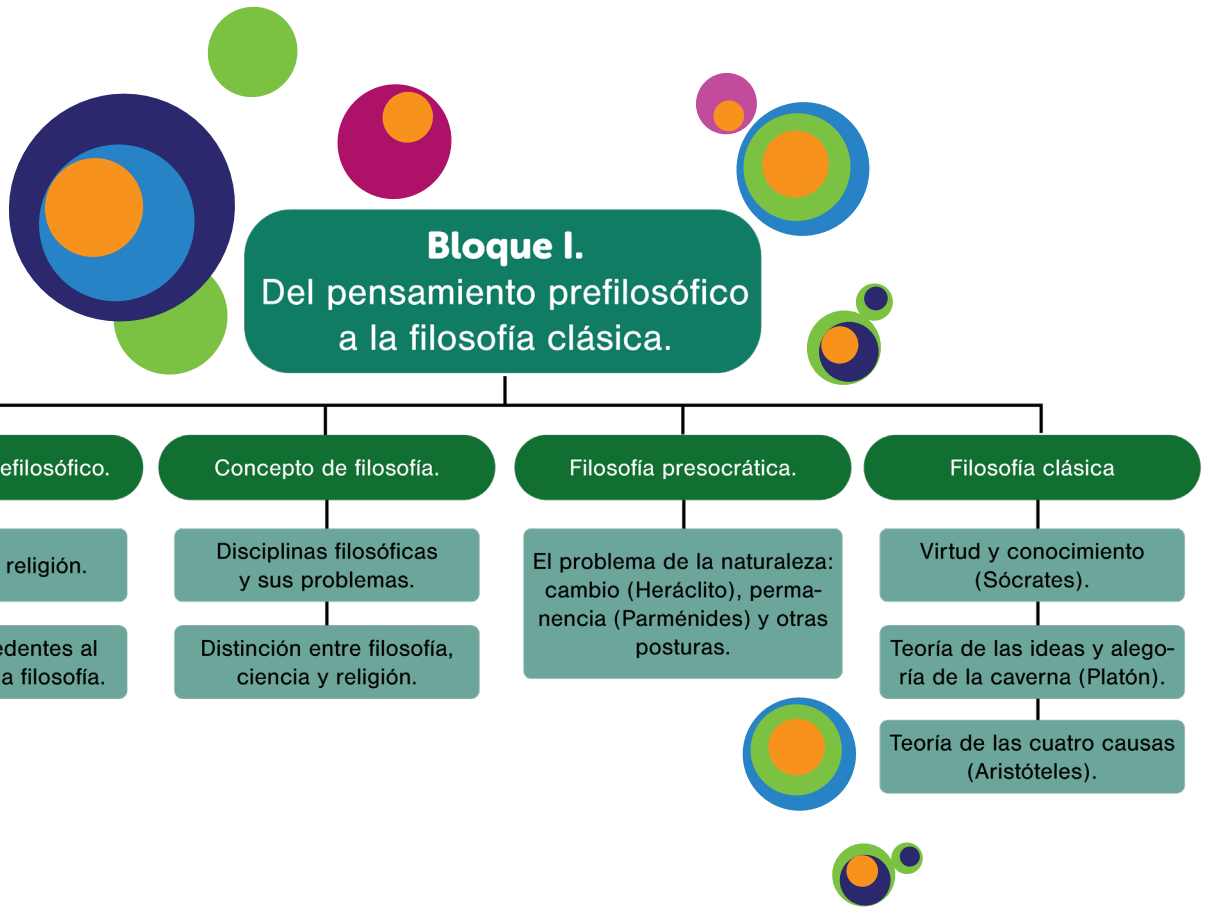 Bloque I.
Del pensamiento prefilosófico
a la filosofía clásica.
efilosófico.
religión.
edentes al
a filosofía.
Concepto de filosofía.
Disciplinas filosóficas
y sus problemas.
Distinción entre filosofía,
ciencia y religión.
Filosofía presocrática.
El problema de la naturaleza:
cambio (Heráclito), perma-
nencia (Parménides) y otras
posturas.
Filosofía clásica
Virtud y conocimiento
(Sócrates).
Teoría de las ideas y alego-
ría de la caverna (Platón).
Teoría de las cuatro causas
(Aristóteles).